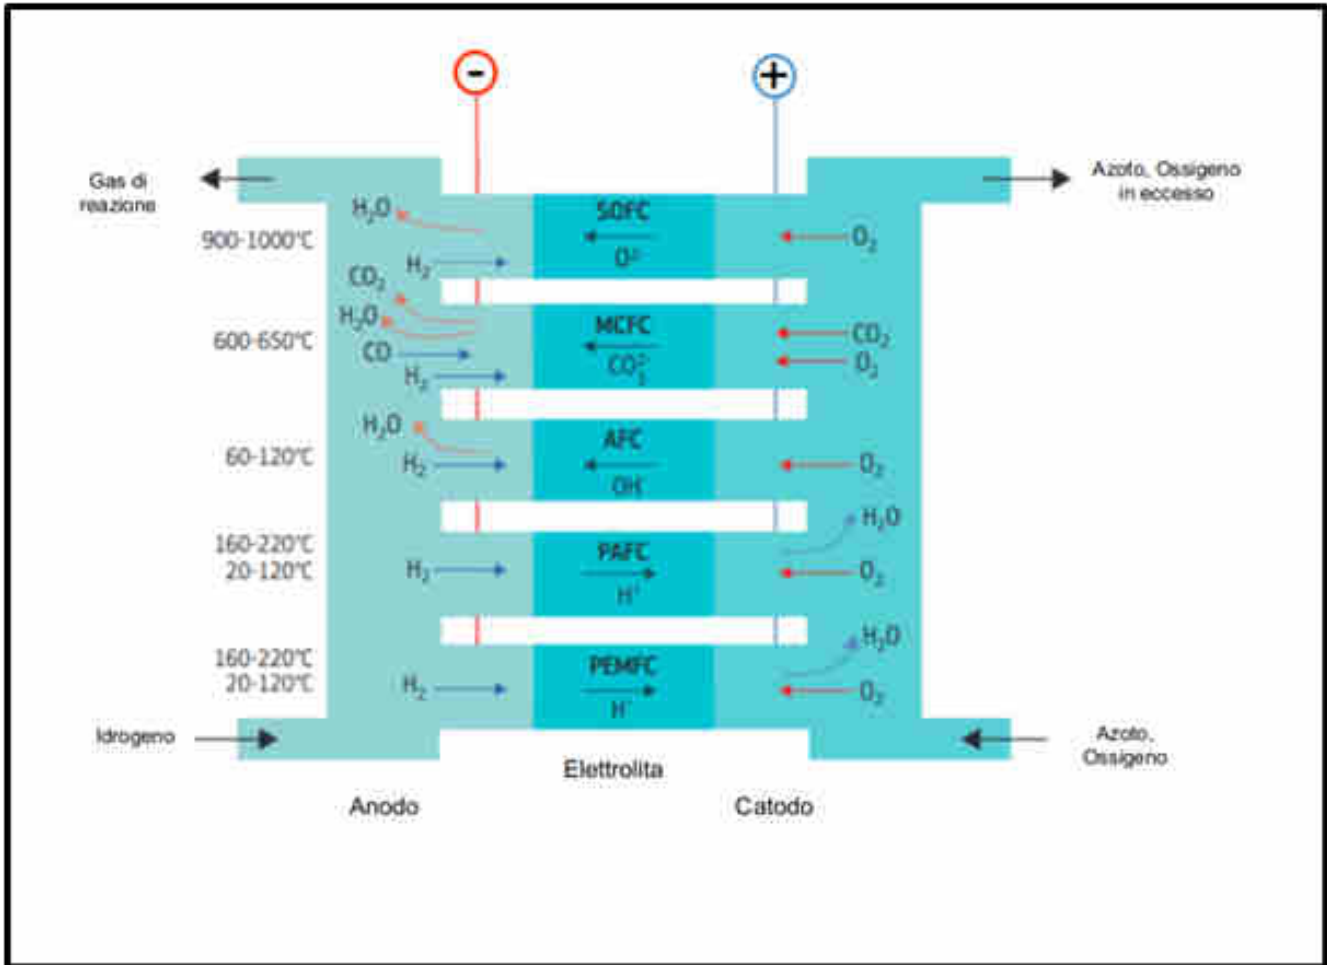 -
+
Gas di
reazione
Azoto, Ossigeno
in eccesso
900-1000°C
H₂O
SOFC
O²⁻
H₂
O₂
600-650°C
CO₂
H₂O
CO
H₂
MCFC
CO₃²⁻
CO₂
O₂
60-120°C
H₂O
H₂
AFC
OH
O₂
160-220°C
20-120°C
H₂
PAFC
H⁺
H₂O
O₂
160-220°C
20-120°C
H₂
PEMFC
H⁺
H₂O
O₂
Idrogeno
Azoto,
Ossigeno
Elettrolita
Anodo
Catodo